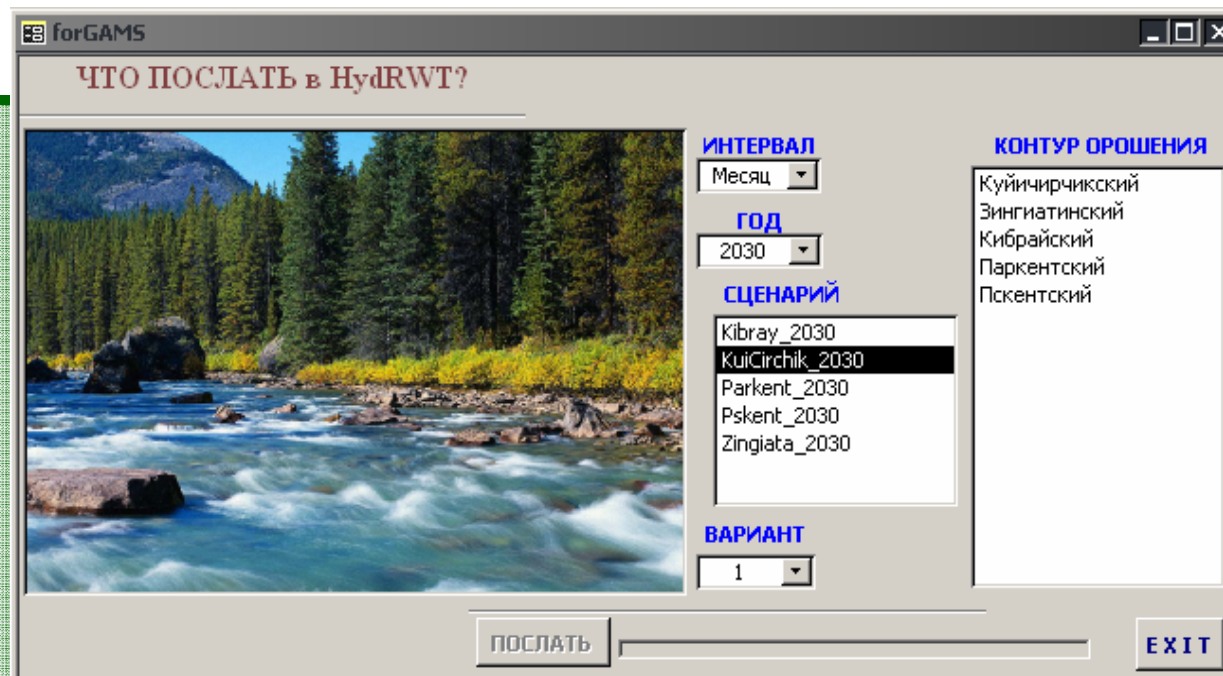 forGAMS
ЧТО ПОСЛАТЬ в HydRWT?
ИНТЕРВАЛ
Месяц
ГОД
2030
СЦЕНАРИЙ
Kibray_2030
KuiCirchik_2030
Parkent_2030
Pskent_2030
Zingiata_2030
ВАРИАНТ
1
КОНТУР ОРОШЕНИЯ
Куйичирчикский
Зингиатинский
Кибрайский
Паркентский
Пскентский
ПОСЛАТЬ
EXIT